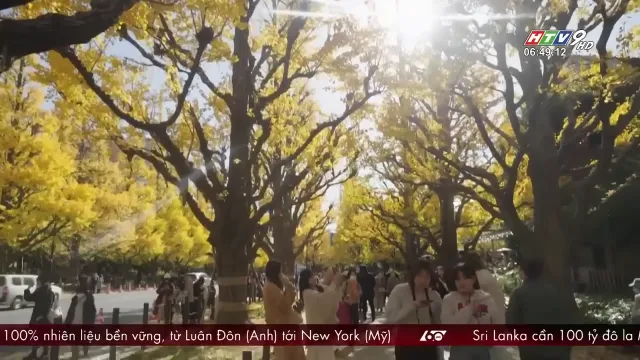 HTV9 HD
06:49:12
100% nhiên liệu bền vững, từ Luân Đôn (Anh) tới New York (Mỹ) 60 Sri Lanka cần 100 tỷ đô la